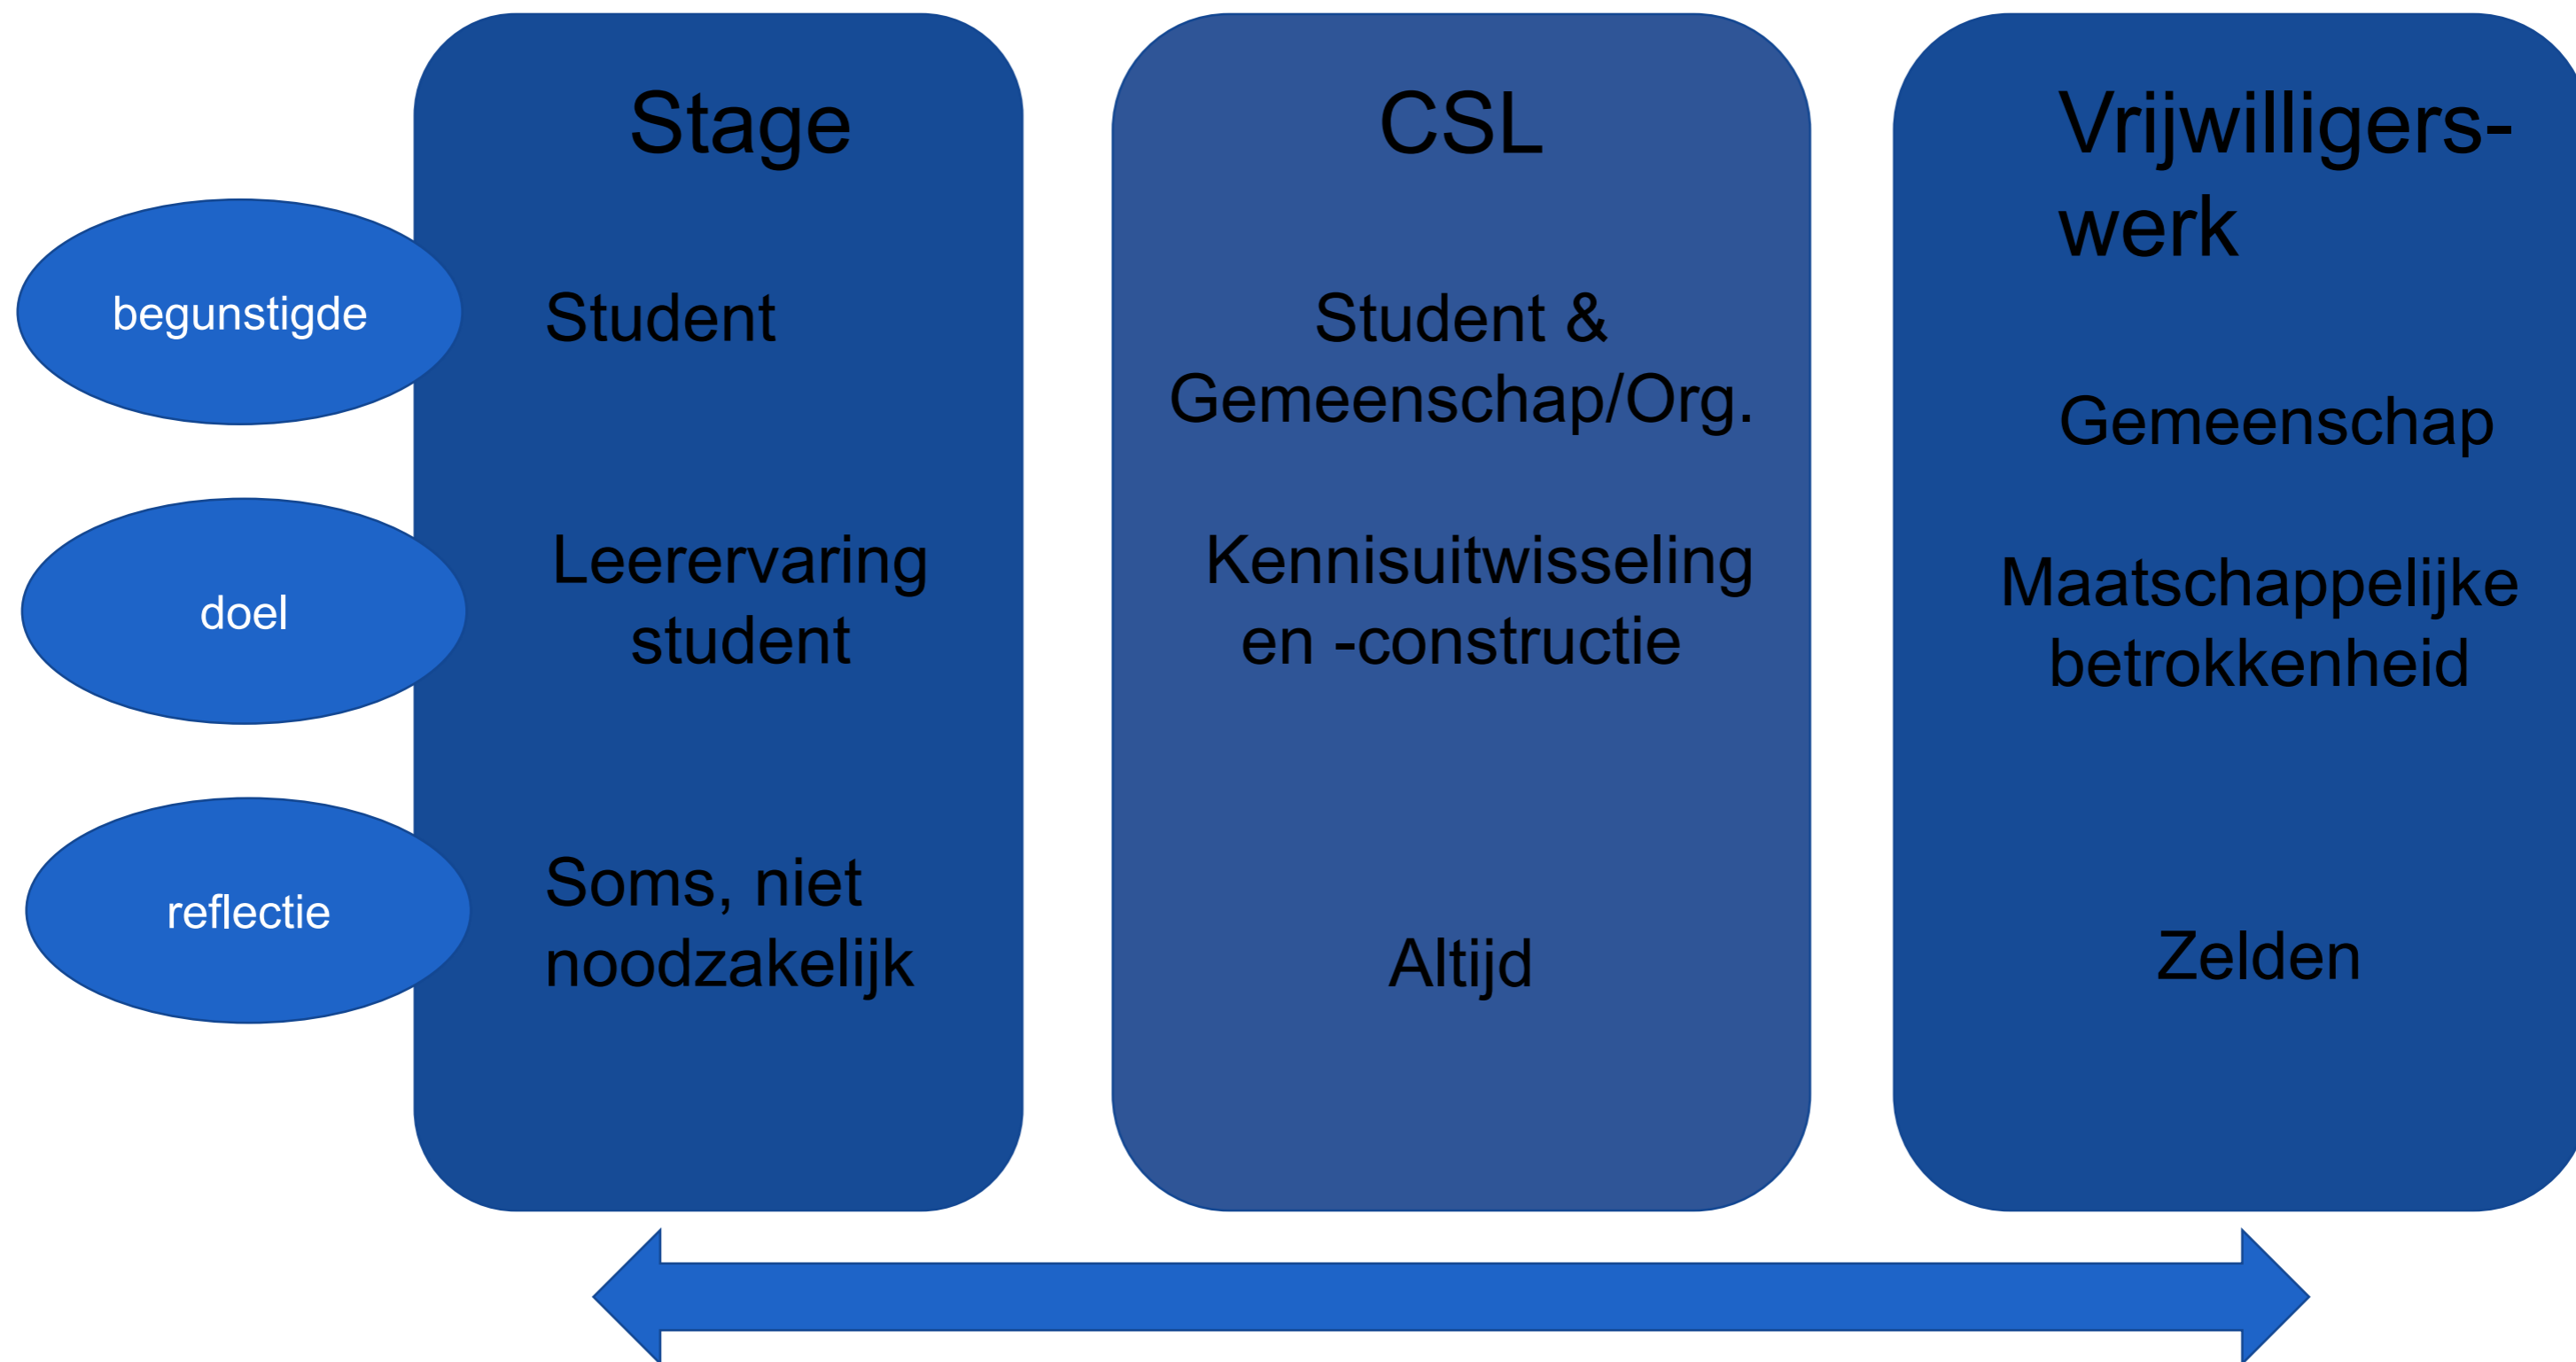 Stage
CSL
Vrijwilligers-
werk
begunstigde
Student
Student &
Gemeenschap/Org.
Gemeenschap
doel
Leerervaring
student
Kennisuitwisseling
en -constructie
Maatschappelijke
betrokkenheid
reflectie
Soms, niet
noodzakelijk
Altijd
Zelden